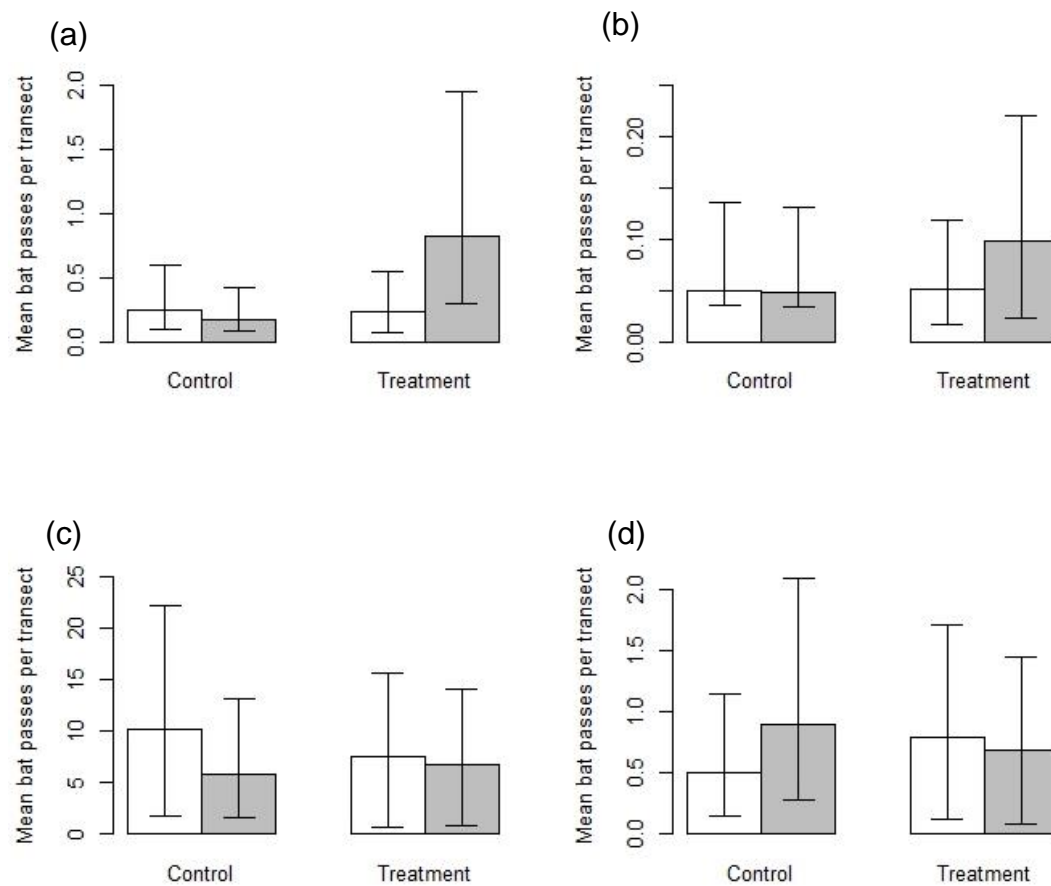 (a)
Mean bat passes per transect
2.0
1.5
1.0
0.5
0.0
Control
Treatment
(b)
Mean bat passes per transect
0.20
0.10
0.00
Control
Treatment
(c)
Mean bat passes per transect
25
20
15
10
5
0
Control
Treatment
(d)
Mean bat passes per transect
2.0
1.5
1.0
0.5
0.0
Control
Treatment